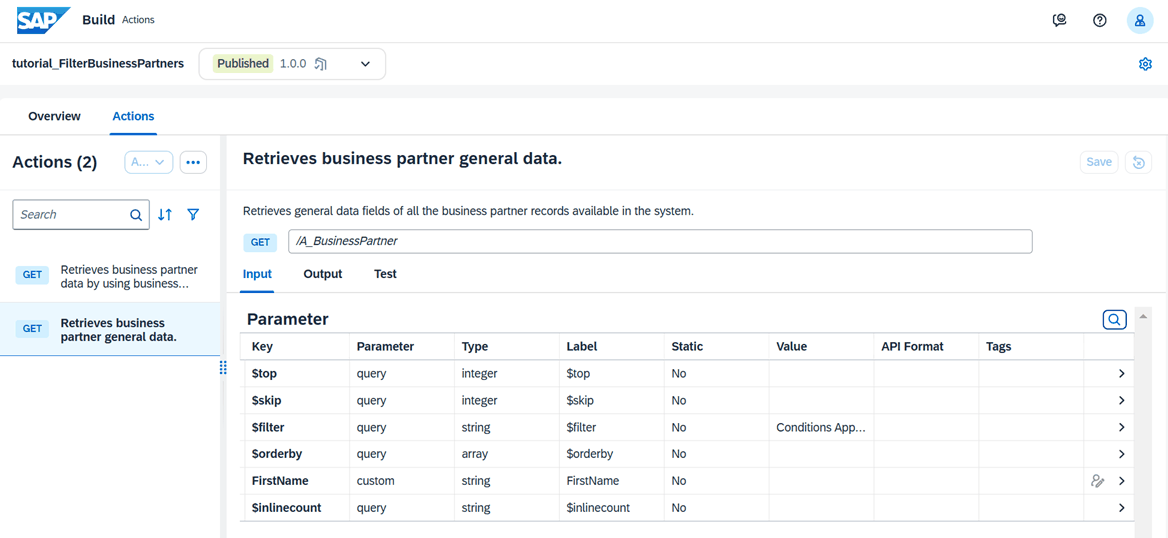 SAP Build Actions
tutorial_FilterBusinessPartners Published 1.0.0
Overview Actions
Actions (2) A... ...
Search
GET Retrieves business partner
data by using business...
GET Retrieves business
partner general data.
Retrieves business partner general data. Save
Retrieves general data fields of all the business partner records available in the system.
GET /A_BusinessPartner
Input Output Test
Parameter
Key Parameter Type Label Static Value API Format Tags
$top query integer $top No
$skip query integer $skip No
$filter query string $filter No Conditions App...
$orderby query array $orderby No
FirstName custom string FirstName No
$inlinecount query string $inlinecount No